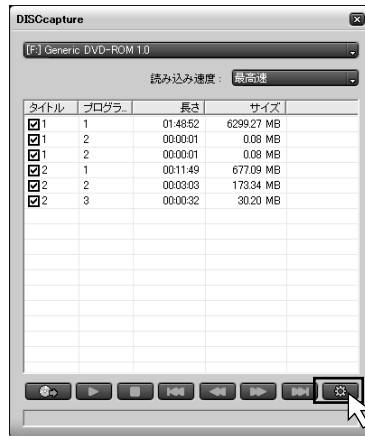 DISCcapture
[F:] Generic DVD-ROM 1.0
読み込み速度： 最高速
タイトル プログラ... 長さ サイズ
1 1 01:48:52 6299.27 MB
1 2 00:00:01 0.08 MB
1 2 00:00:01 0.08 MB
2 1 00:11:49 677.09 MB
2 2 00:03:03 173.34 MB
2 3 00:00:32 30.20 MB